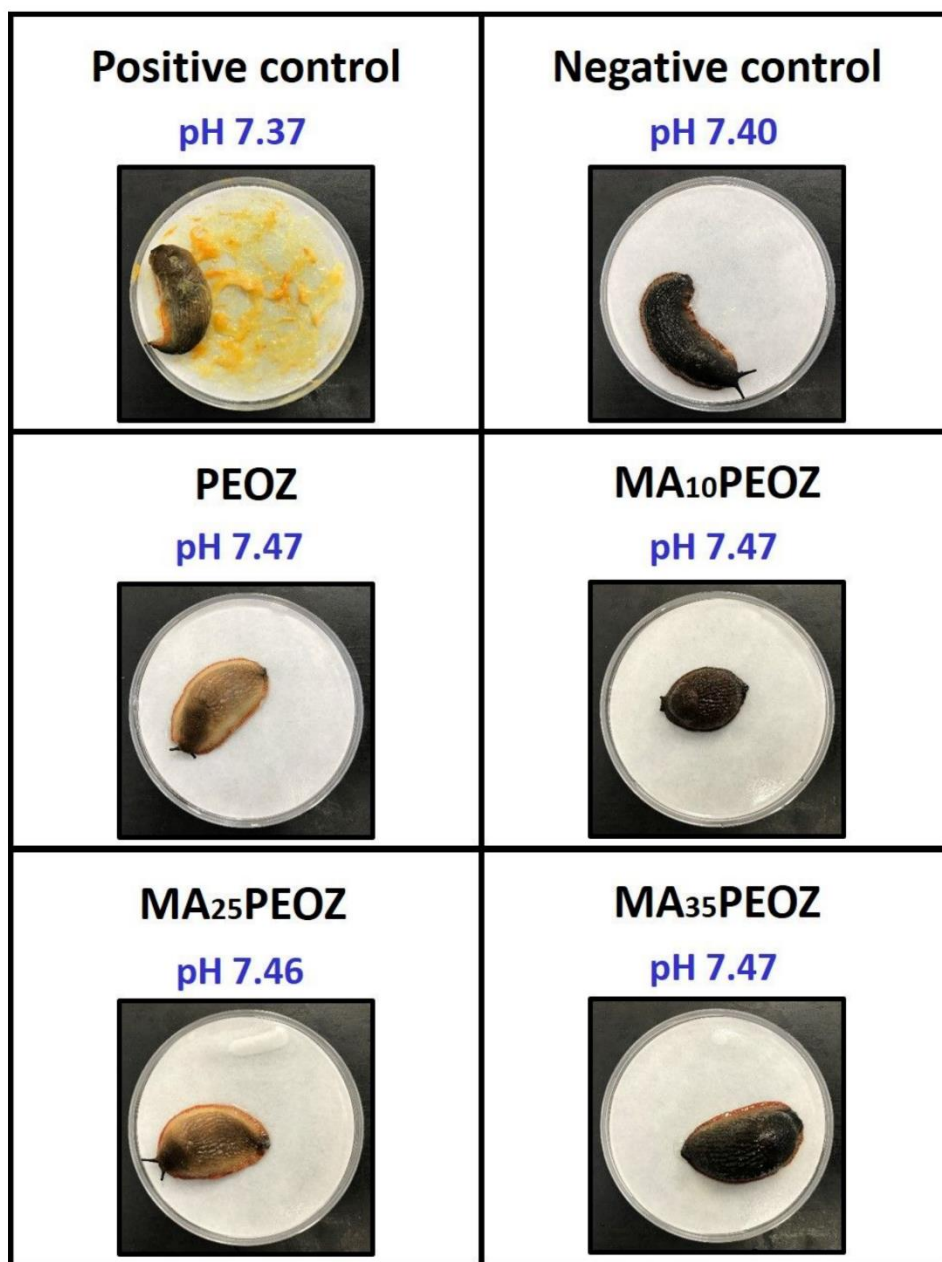 Positive control
pH 7.37
Negative control
pH 7.40
PEOZ
pH 7.47
MA₁₀PEOZ
pH 7.47
MA₂₅PEOZ
pH 7.46
MA₃₅PEOZ
pH 7.47